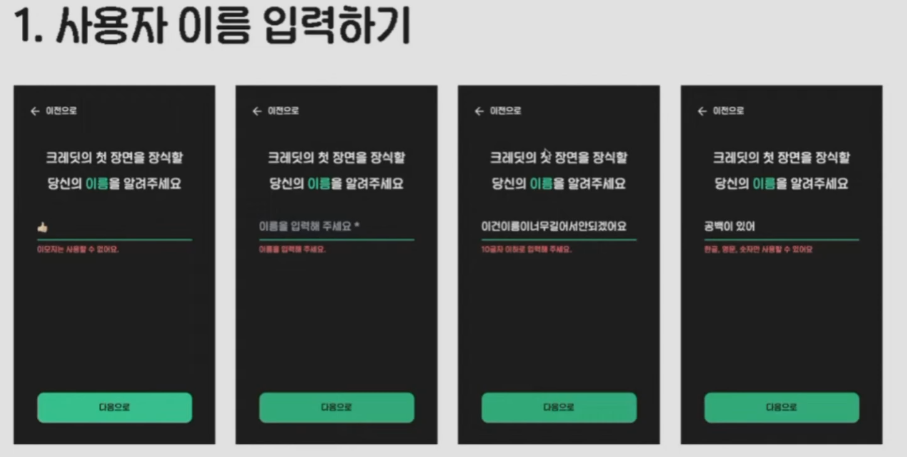 1. 사용자 이름 입력하기
← 이전으로
크레딧의 첫 장면을 장식할
당신의 이름을 알려주세요
👍🏼
이모지는 사용할 수 없어요.
다음으로
← 이전으로
크레딧의 첫 장면을 장식할
당신의 이름을 알려주세요
이름을 입력해 주세요 *
이름을 입력해 주세요.
다음으로
← 이전으로
크레딧의 첫 장면을 장식할
당신의 이름을 알려주세요
이건이름이너무길어서안되겠어요
10글자 이하로 입력해 주세요.
다음으로
← 이전으로
크레딧의 첫 장면을 장식할
당신의 이름을 알려주세요
공백이 있어
한글, 영문, 숫자만 사용할 수 있어요
다음으로